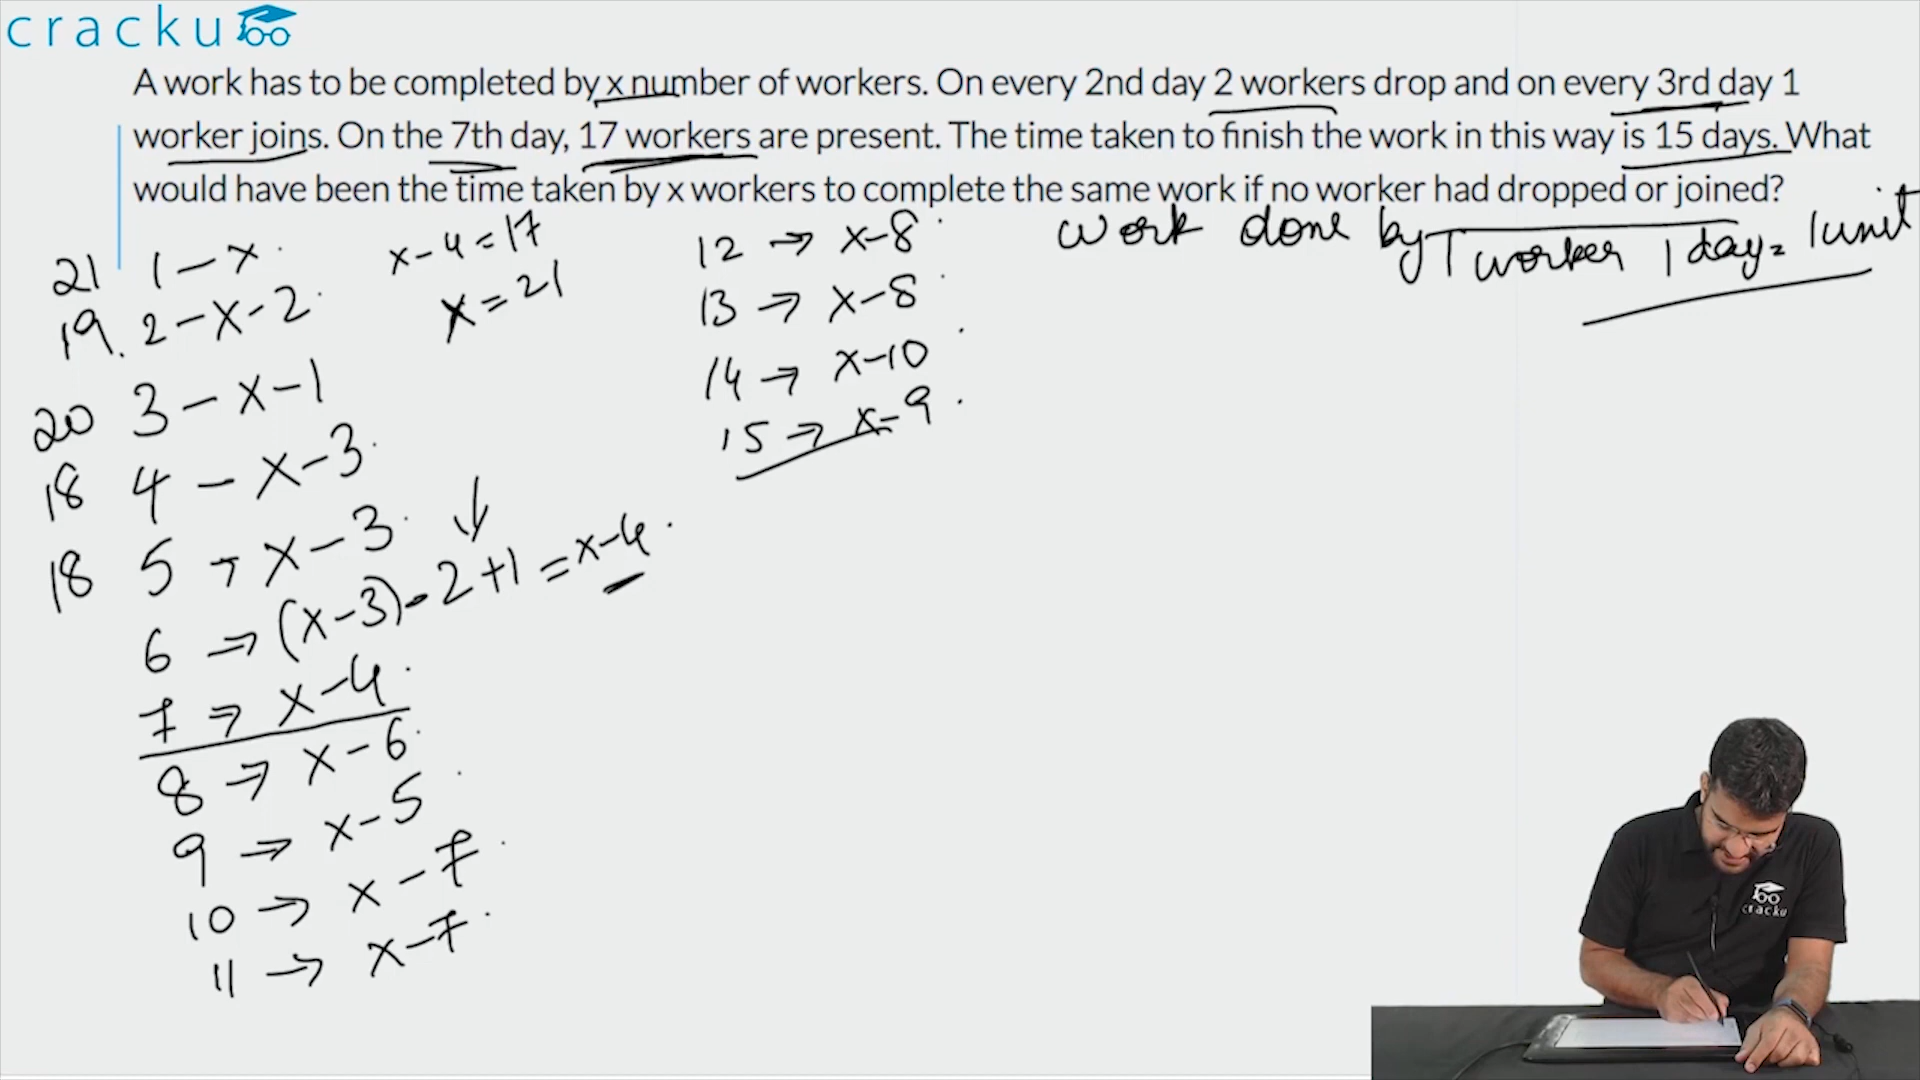 cracku
A work has to be completed by x number of workers. On every 2nd day 2 workers drop and on every 3rd day 1
worker joins. On the 7th day, 17 workers are present. The time taken to finish the work in this way is 15 days. What
would have been the time taken by x workers to complete the same work if no worker had dropped or joined?
21 1 - x
19. 2 - x - 2
20 3 - x - 1
18 4 - x - 3
18 5 → x - 3
6 ⇒ (x - 3) - 2 + 1 = x - 4
7 ⇒ x - 4
8 ⇒ x - 6
9 ⇒ x - 5
10 → x - 7
11 → x - 7
x - 4 = 17
x = 21
12 → x - 8
13 → x - 8
14 → x - 10
15 → x - 9
work done by 1 worker 1 day = 1 unit
cracku